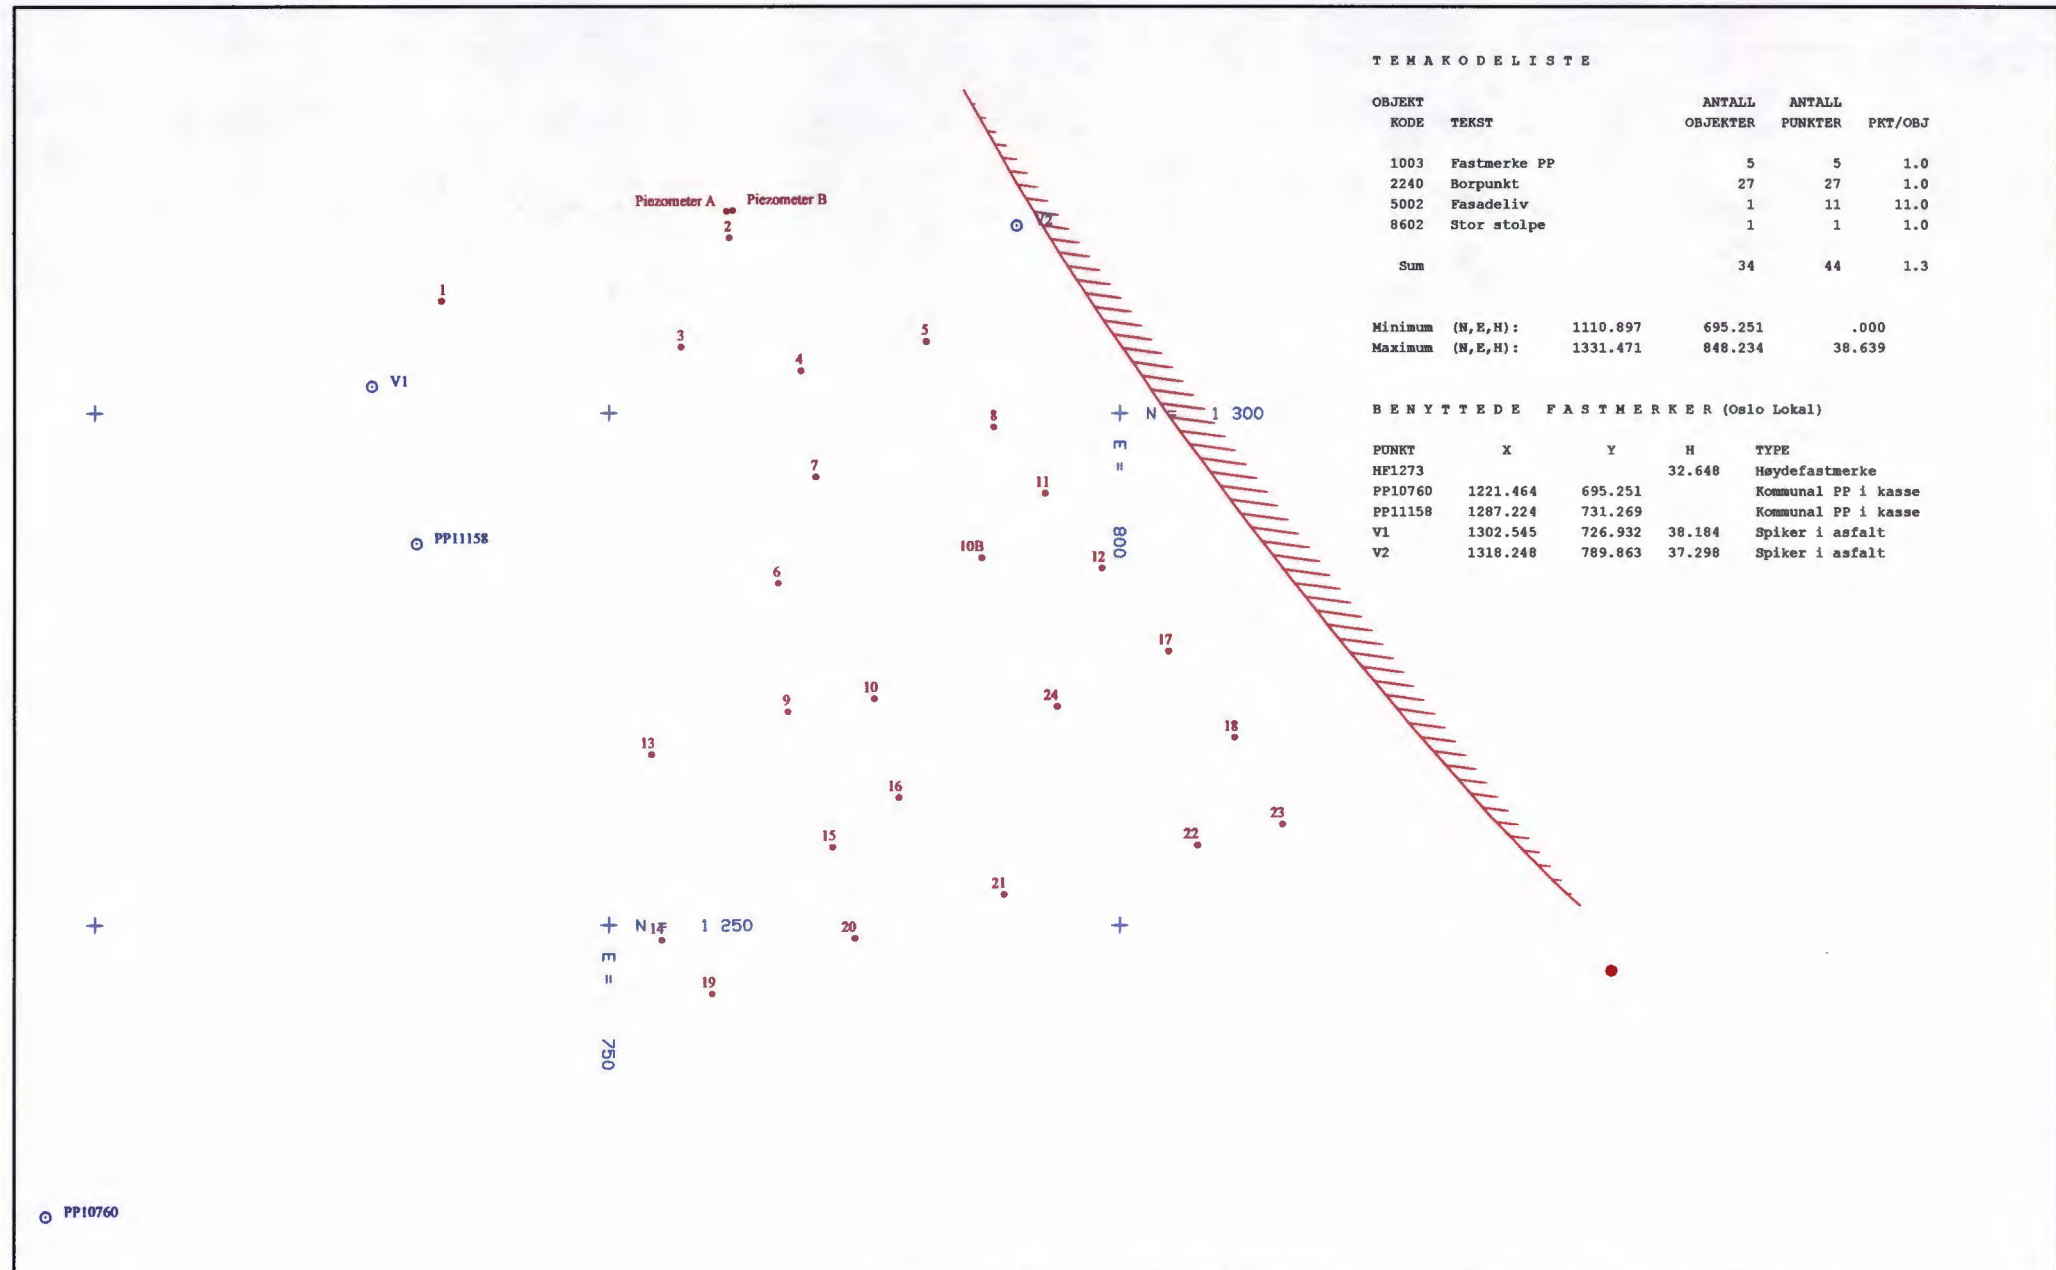 T E M A K O D E L I S T E
OBJEKT ANTALL ANTALL
KODE TEKST OBJEKTER PUNKTER PKT/OBJ
1003 Fastmerke PP 5 5 1.0
2240 Borpunkt 27 27 1.0
5002 Fasadeliv 1 11 11.0
8602 Stor stolpe 1 1 1.0
Sum 34 44 1.3
Minimum (N,E,H): 1110.897 695.251 .000
Maximum (N,E,H): 1331.471 848.234 38.639
B E N Y T T E D E F A S T M E R K E R (Oslo Lokal)
PUNKT X Y H TYPE
HF1273 32.648 Høydefastmerke
PP10760 1221.464 695.251 Kommunal PP i kasse
PP11158 1287.224 731.269 Kommunal PP i kasse
V1 1302.545 726.932 38.184 Spiker i asfalt
V2 1318.248 789.863 37.298 Spiker i asfalt
Piezometer A Piezometer B
2
V2
1
3
5
4
V1
8
N = 1 300
E = 800
7
11
PP11158
10B
12
6
17
10
24
9
18
13
16
23
15
22
21
N = 1 250
14
20
E = 750
19
PP10760